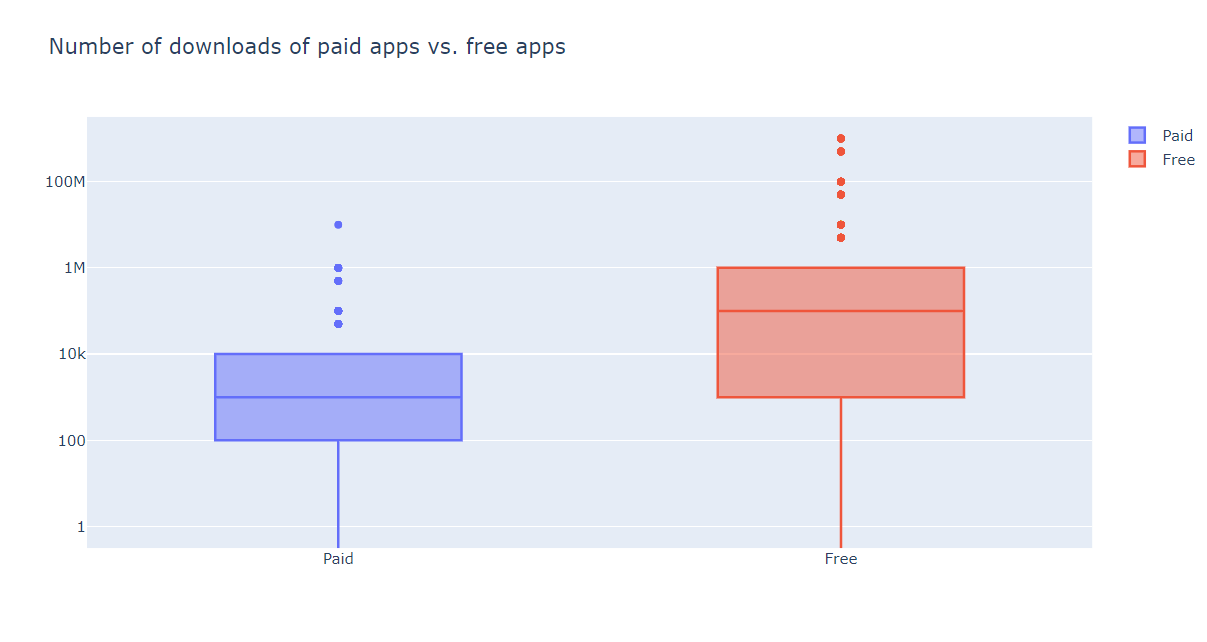 Number of downloads of paid apps vs. free apps
Paid
Free
100M
1M
10k
100
1
Paid
Free